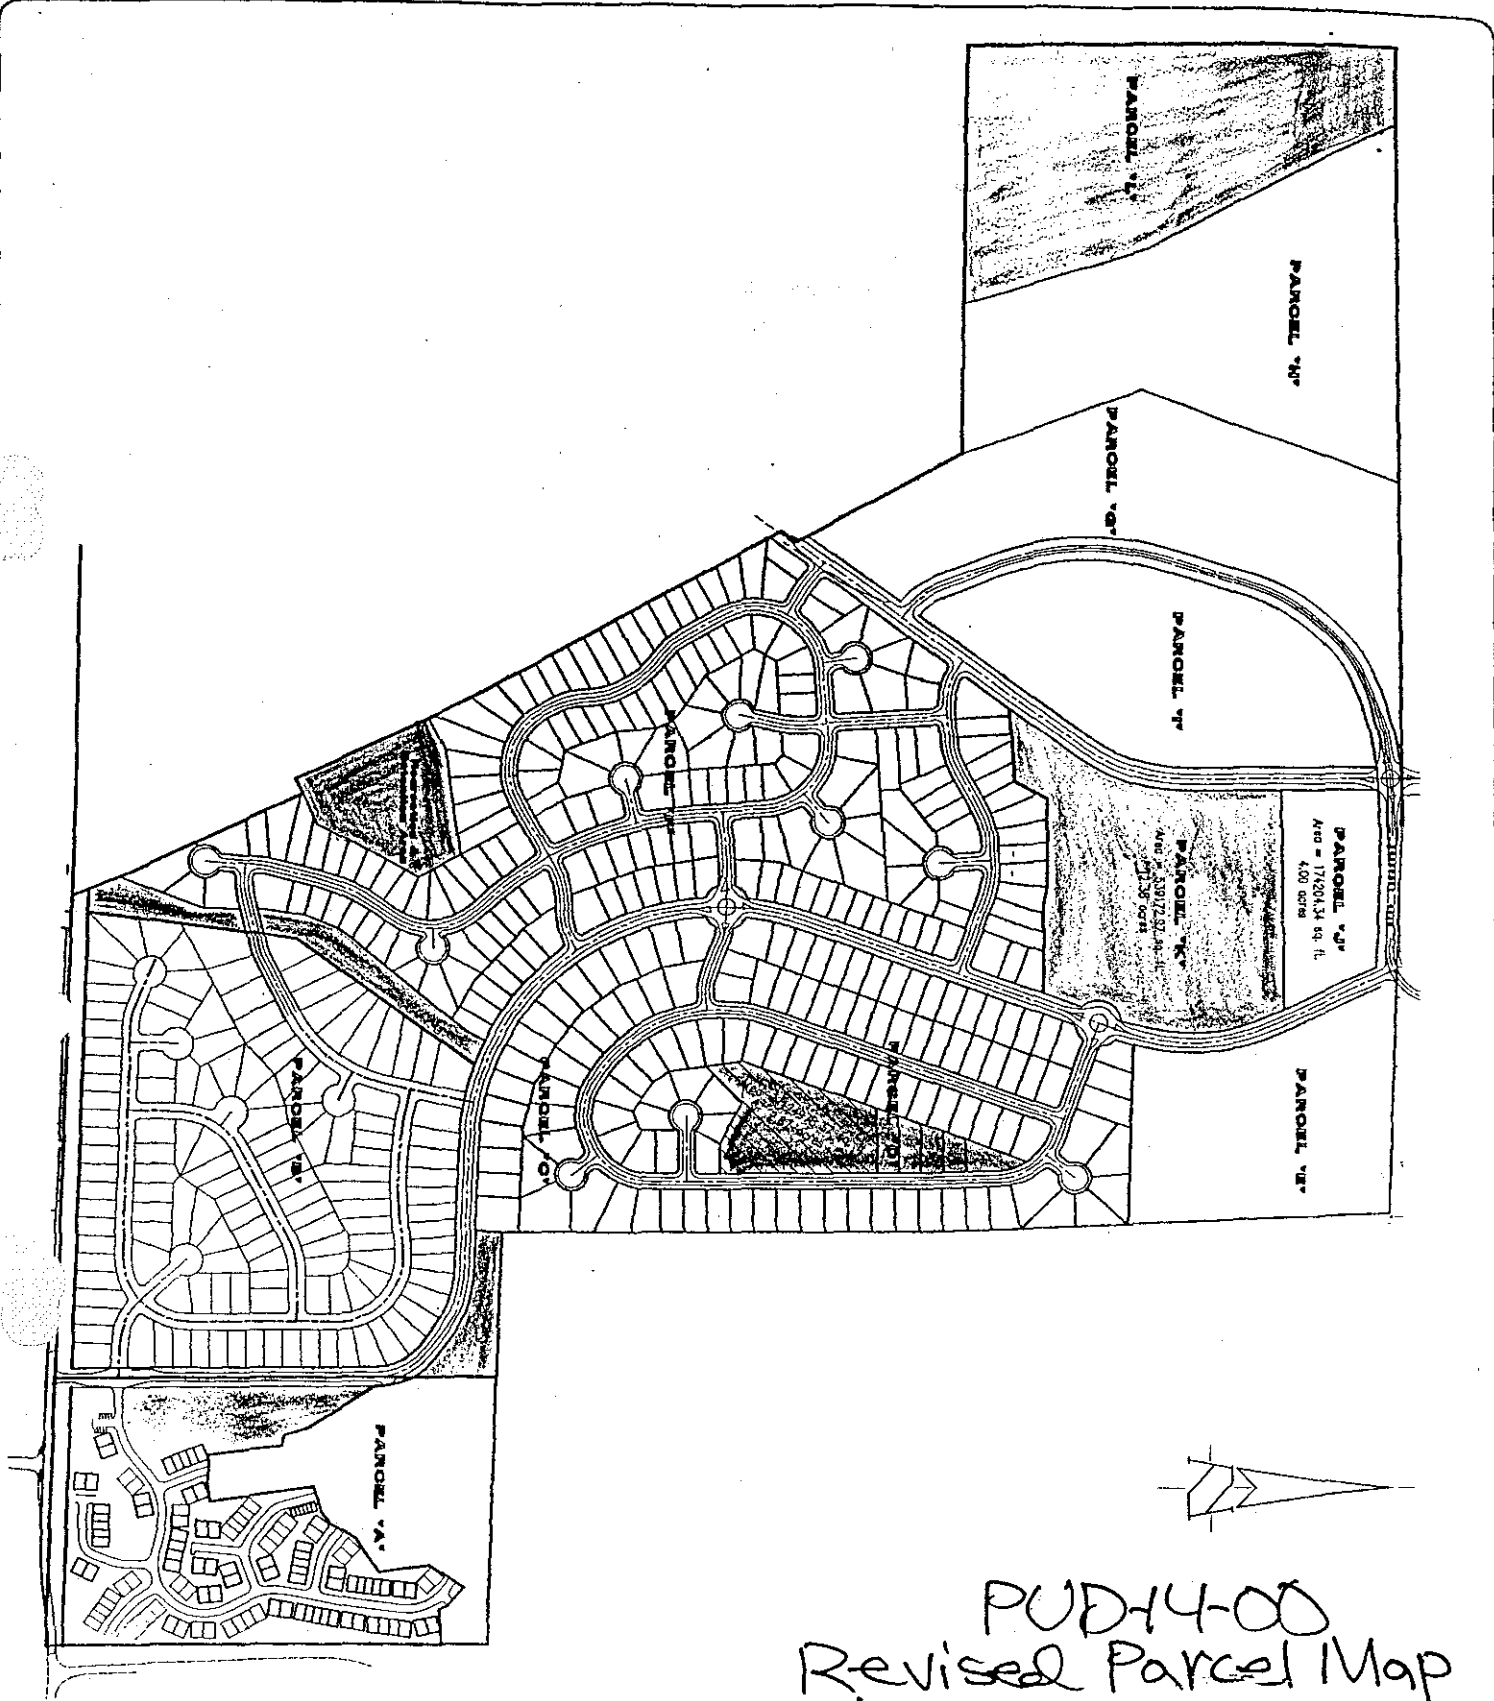 PARCEL "L"
PARCEL "H"
PARCEL "G"
PARCEL "I"
PARCEL "J"
Area = 174204.34 sq. ft.
4.00 acres
PARCEL "K"
acres
PARCEL "E"
PARCEL "F"
PARCEL "D"
PARCEL "C"
PARCEL "B"
PARCEL "A"
PUD-14-00
Revised Parcel Map